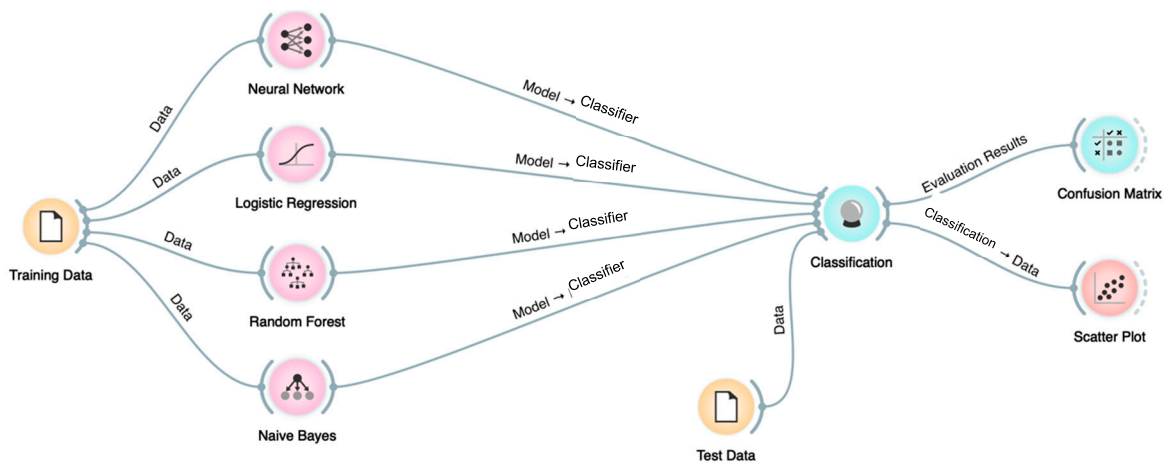 Neural Network
Model → Classifier
Data
Logistic Regression
Model → Classifier
Data
Evaluation Results
Confusion Matrix
Training Data
Data
Random Forest
Model → Classifier
Classification
Classification → Data
Scatter Plot
Data
Naive Bayes
Model → Classifier
Data
Test Data